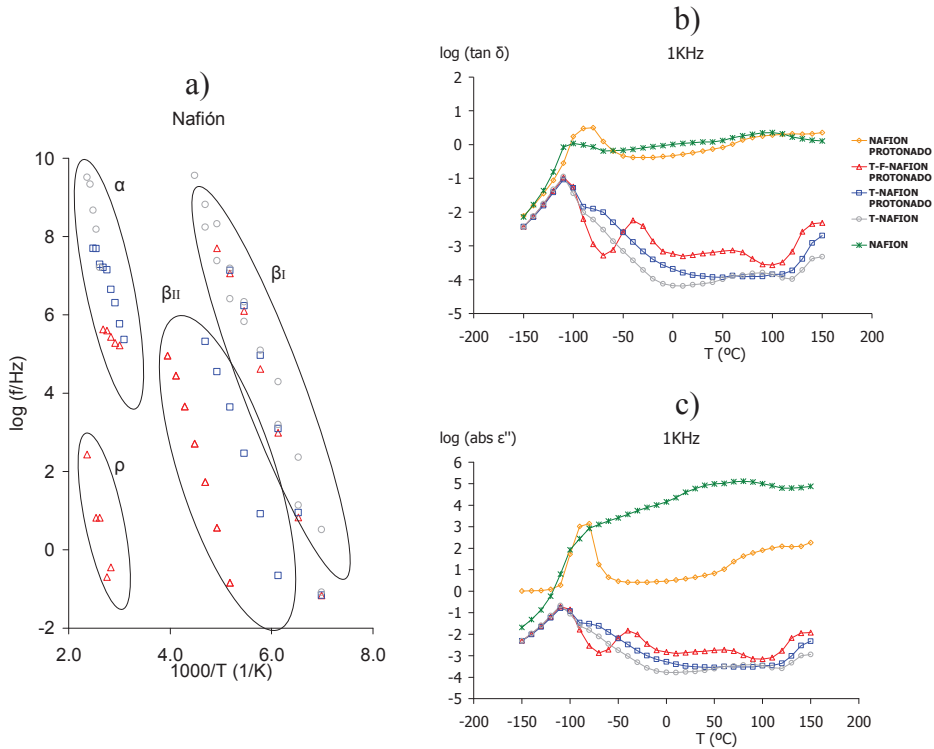 a)
Nafión
log (f/Hz)
10
8
6
4
2
0
-2
2.0
4.0
6.0
8.0
1000/T (1/K)
α
βII
βI
ρ
b)
log (tan δ)
1KHz
2
1
0
-1
-2
-3
-4
-5
-200
-150
-100
-50
0
50
100
150
200
T (ºC)
NAFION
PROTONADO
T-F-NAFION
PROTONADO
T-NAFION
PROTONADO
T-NAFION
NAFION
c)
log (abs ε'')
1KHz
6
5
4
3
2
1
0
-1
-2
-3
-4
-5
-200
-150
-100
-50
0
50
100
150
200
T (ºC)